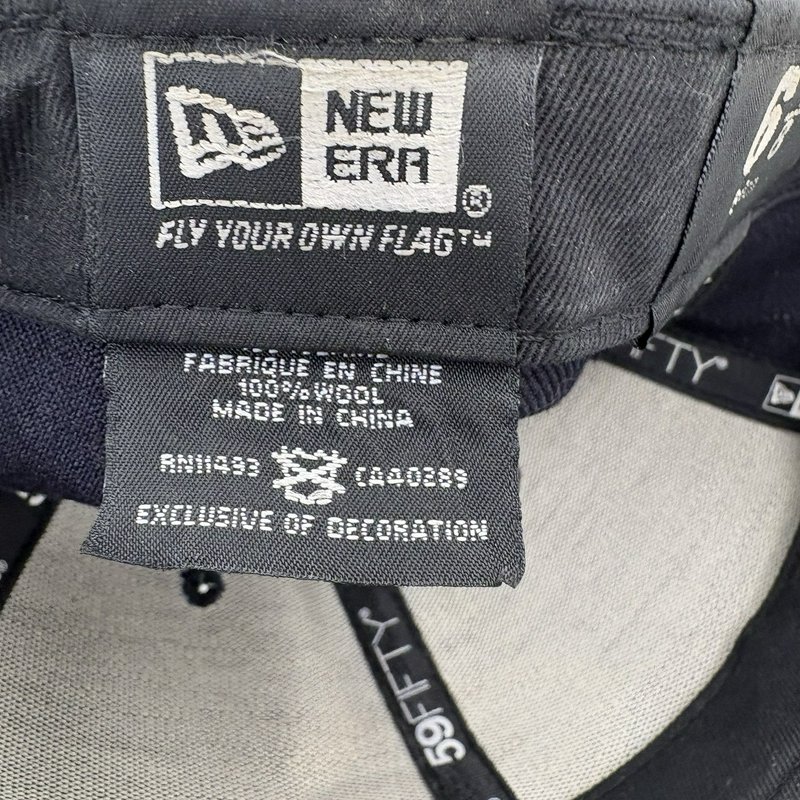 NEW
ERA
®
FLY YOUR OWN FLAG™
FABRIQUE EN CHINE
100% WOOL
MADE IN CHINA
RN11493 CA40289
EXCLUSIVE OF DECORATION
FIFTY
59FIFTY